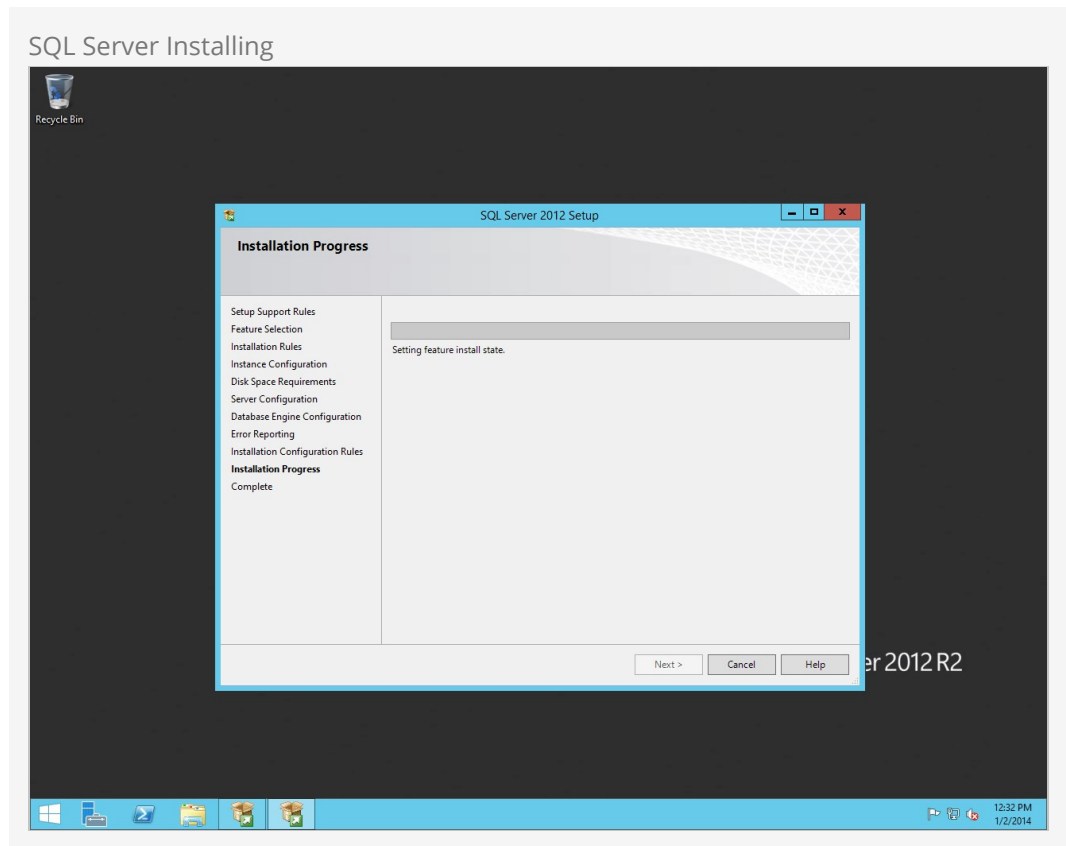 SQL Server Installing
Recycle Bin
SQL Server 2012 Setup
Installation Progress
Setup Support Rules
Feature Selection
Installation Rules
Instance Configuration
Disk Space Requirements
Server Configuration
Database Engine Configuration
Error Reporting
Installation Configuration Rules
Installation Progress
Complete
Setting feature install state.
Next >
Cancel
Help
er 2012 R2
12:32 PM
1/2/2014